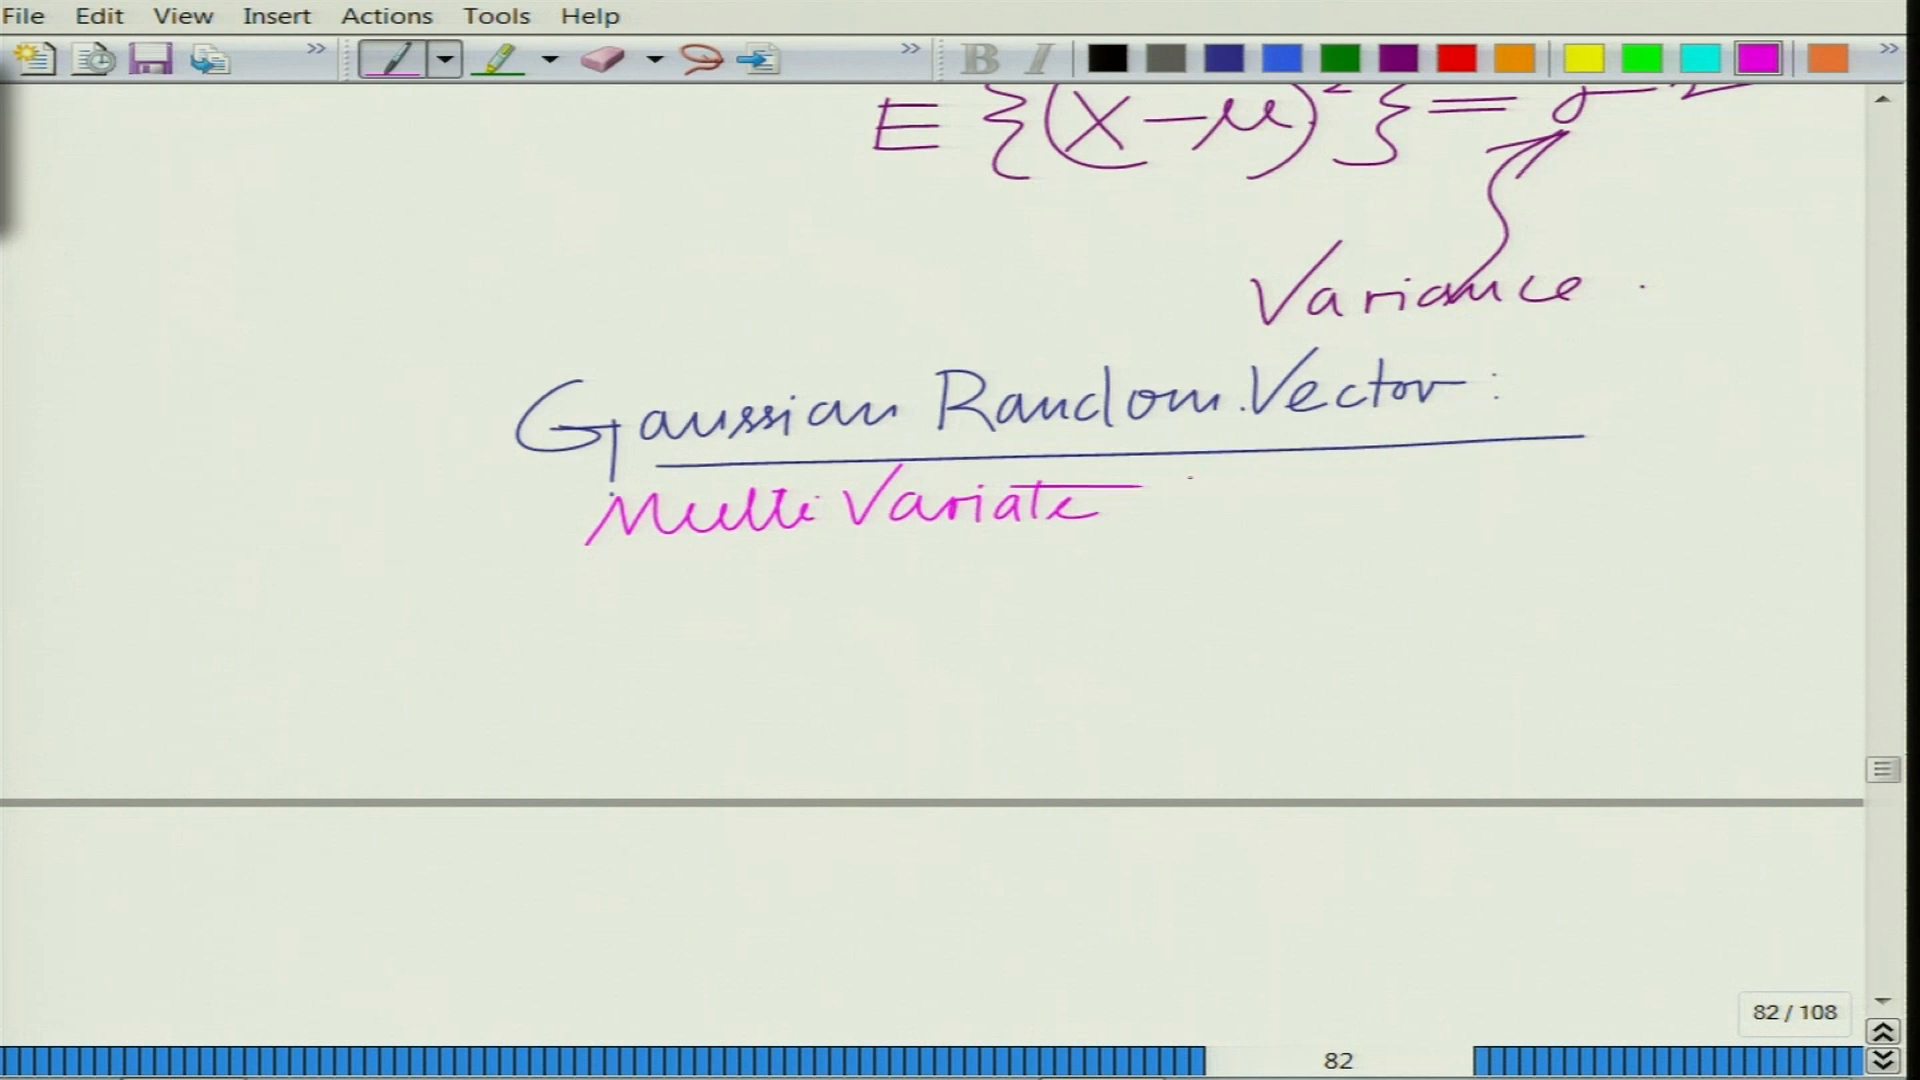 File Edit View Insert Actions Tools Help
B I
E {(X-μ)²} = σ²
Variance
Gaussian Random Vector:
Multi Variate
82 / 108
82